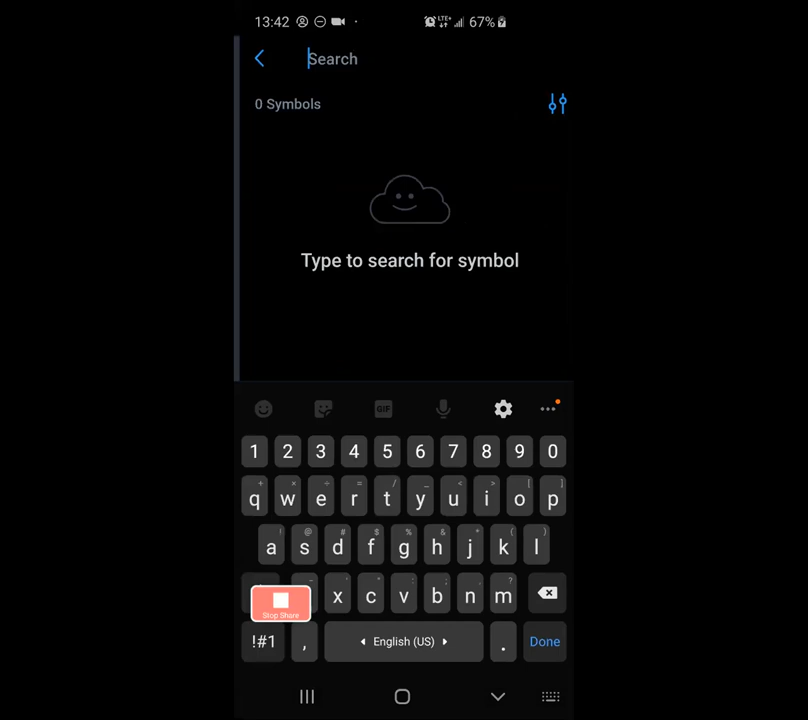 13:42 LTE+ 67%
Search
0 Symbols
Type to search for symbol
GIF
1 2 3 4 5 6 7 8 9 0
+ × ÷ = / _ < > [ ]
q w e r t y u i o p
! @ # $ % & * ( )
a s d f g h j k l
- ' " : ; , ?
x c v b n m
Stop Share
!#1 , English (US) . Done